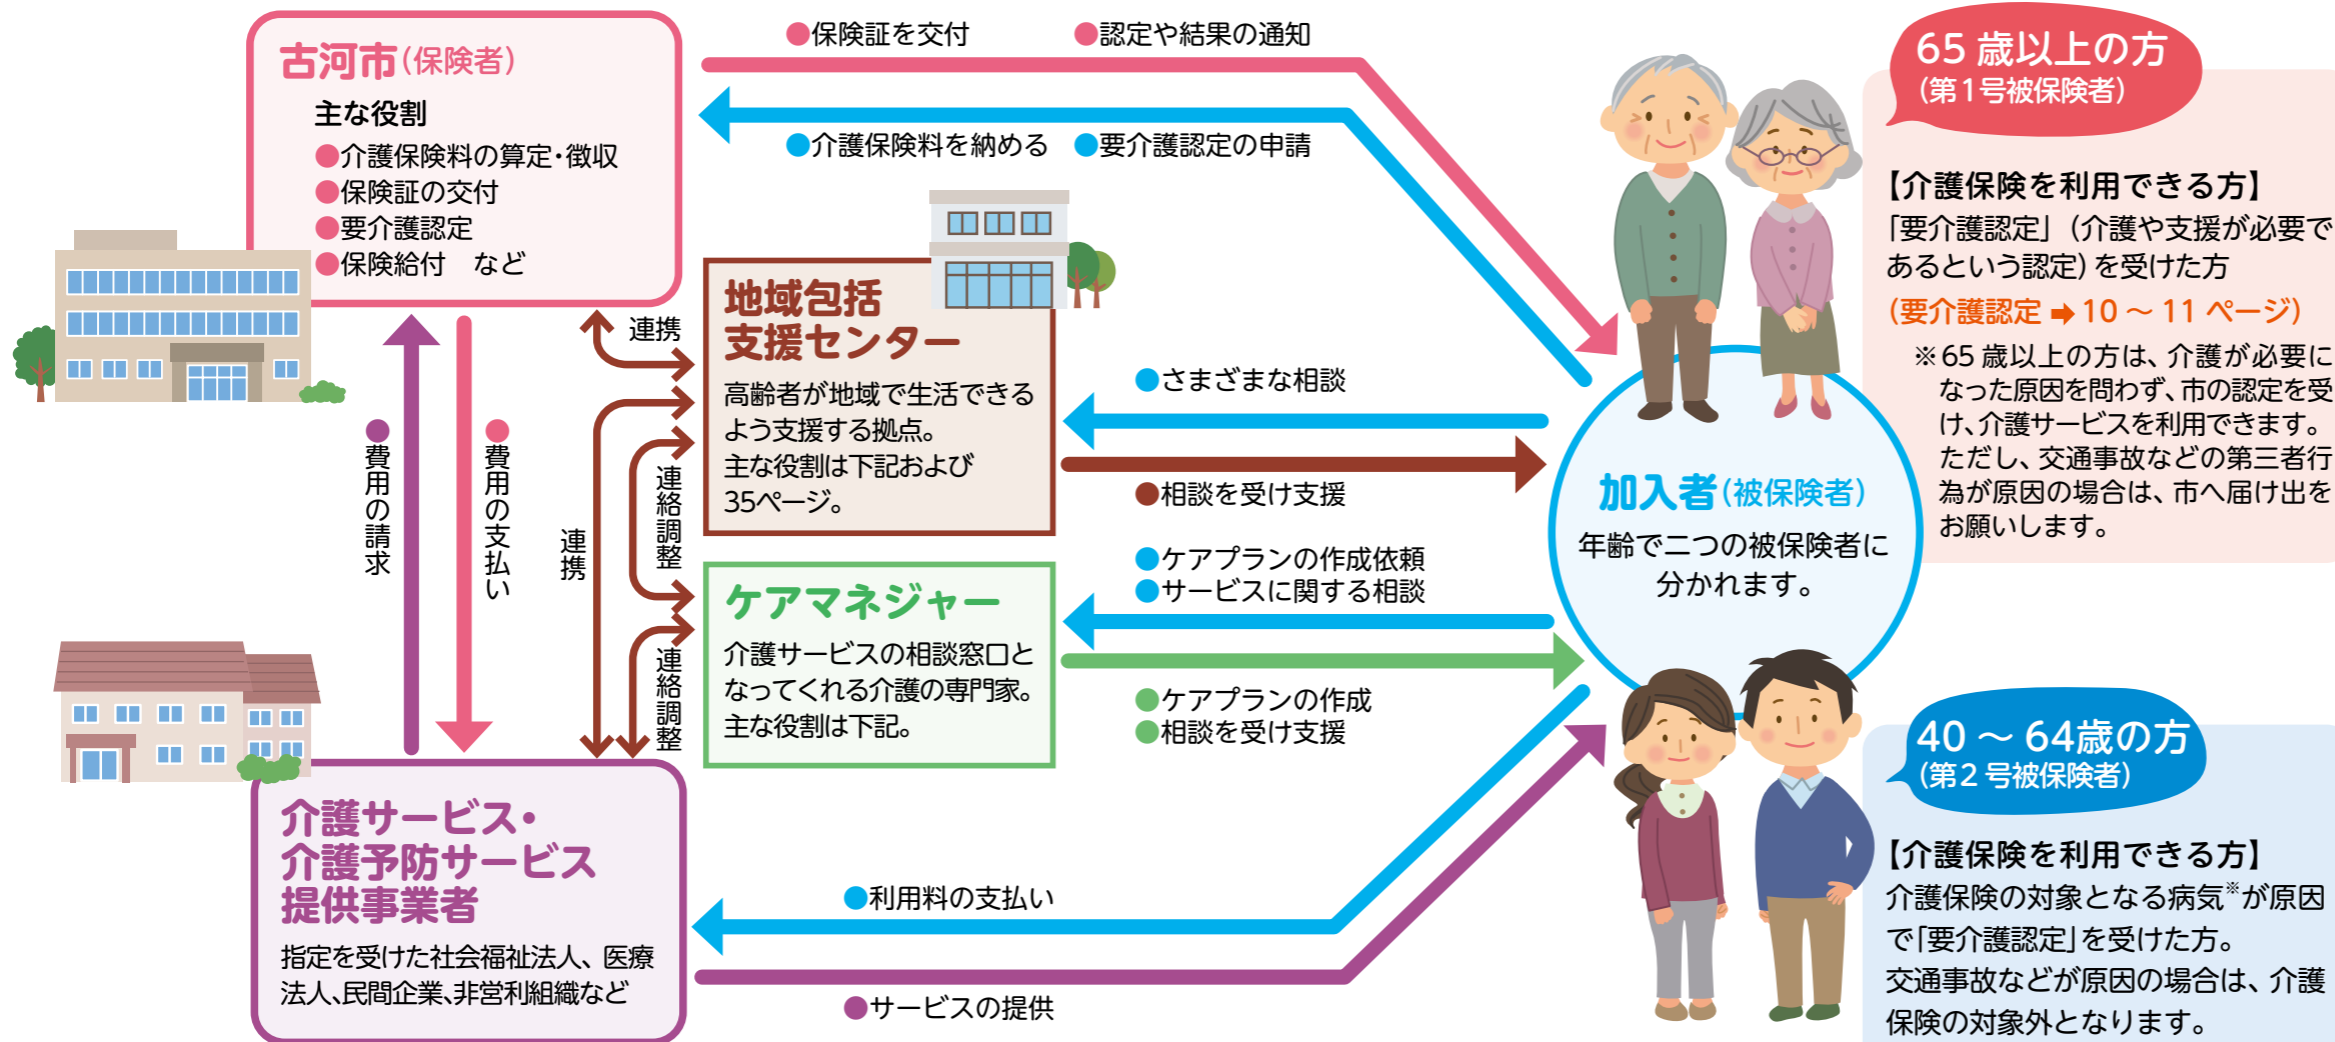 古河市(保険者)
主な役割
●介護保険料の算定・徴収
●保険証の交付
●要介護認定
●保険給付　など
●保険証を交付
●認定や結果の通知
●介護保険料を納める
●要介護認定の申請
地域包括
支援センター
高齢者が地域で生活できる
よう支援する拠点。
主な役割は下記および
35ページ。
連携
連絡調整
連携
連絡調整
●費用の請求
●費用の支払い
●さまざまな相談
●相談を受け支援
ケアマネジャー
介護サービスの相談窓口と
なってくれる介護の専門家。
主な役割は下記。
●ケアプランの作成依頼
●サービスに関する相談
●ケアプランの作成
●相談を受け支援
介護サービス・
介護予防サービス
提供事業者
指定を受けた社会福祉法人、医療
法人、民間企業、非営利組織など
●利用料の支払い
●サービスの提供
加入者(被保険者)
年齢で二つの被保険者に
分かれます。
65 歳以上の方
(第1号被保険者)
【介護保険を利用できる方】
「要介護認定」(介護や支援が必要で
あるという認定)を受けた方
(要介護認定➡10 ～ 11 ページ)
※65 歳以上の方は、介護が必要に
なった原因を問わず、市の認定を受
け、介護サービスを利用できます。
ただし、交通事故などの第三者行
為が原因の場合は、市へ届け出を
お願いします。
40 ～ 64歳の方
(第2号被保険者)
【介護保険を利用できる方】
介護保険の対象となる病気※が原因
で「要介護認定」を受けた方。
交通事故などが原因の場合は、介護
保険の対象外となります。